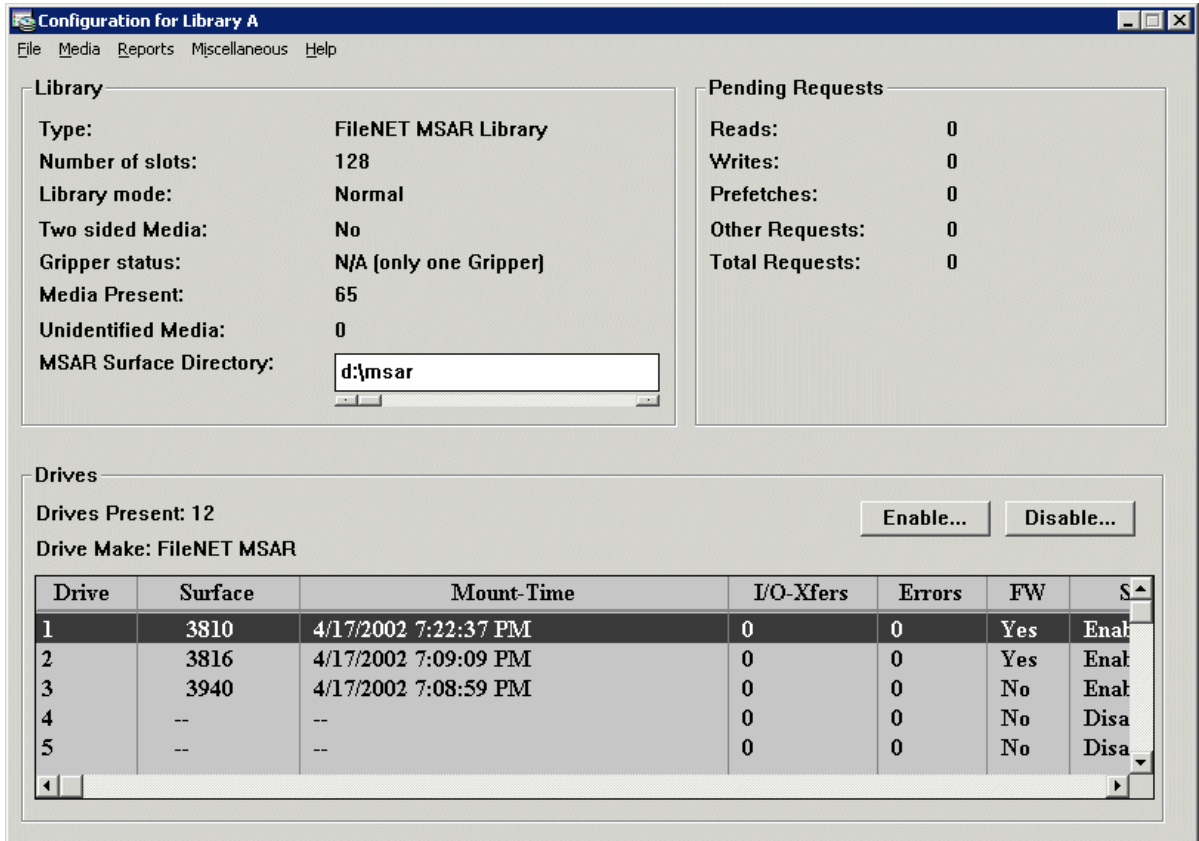 Configuration for Library A
File Media Reports Miscellaneous Help
Library
Type: FileNET MSAR Library
Number of slots: 128
Library mode: Normal
Two sided Media: No
Gripper status: N/A (only one Gripper)
Media Present: 65
Unidentified Media: 0
MSAR Surface Directory: d:\msar
Pending Requests
Reads: 0
Writes: 0
Prefetches: 0
Other Requests: 0
Total Requests: 0
Drives
Drives Present: 12
Enable... Disable...
Drive Make: FileNET MSAR
Drive Surface Mount-Time I/O-Xfers Errors FW S
1 3810 4/17/2002 7:22:37 PM 0 0 Yes Enab
2 3816 4/17/2002 7:09:09 PM 0 0 Yes Enab
3 3940 4/17/2002 7:08:59 PM 0 0 No Enab
4 -- -- 0 0 No Disa
5 -- -- 0 0 No Disa